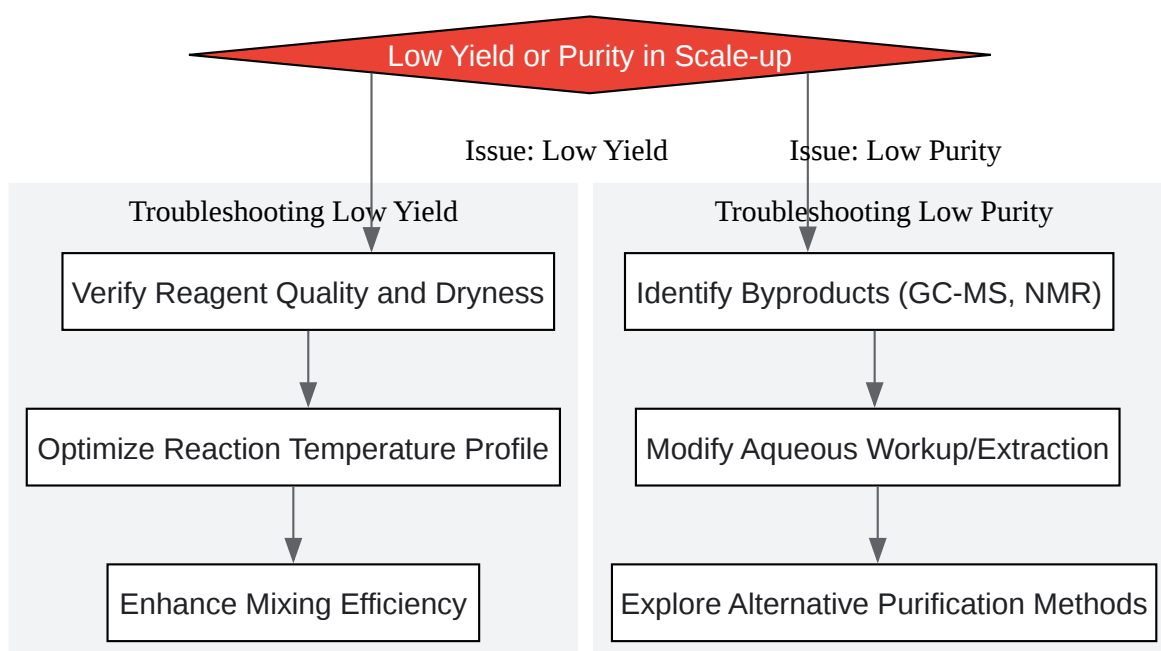 Low Yield or Purity in Scale-up
Issue: Low Yield
Issue: Low Purity
Troubleshooting Low Yield
Verify Reagent Quality and Dryness
Optimize Reaction Temperature Profile
Enhance Mixing Efficiency
Troubleshooting Low Purity
Identify Byproducts (GC-MS, NMR)
Modify Aqueous Workup/Extraction
Explore Alternative Purification Methods